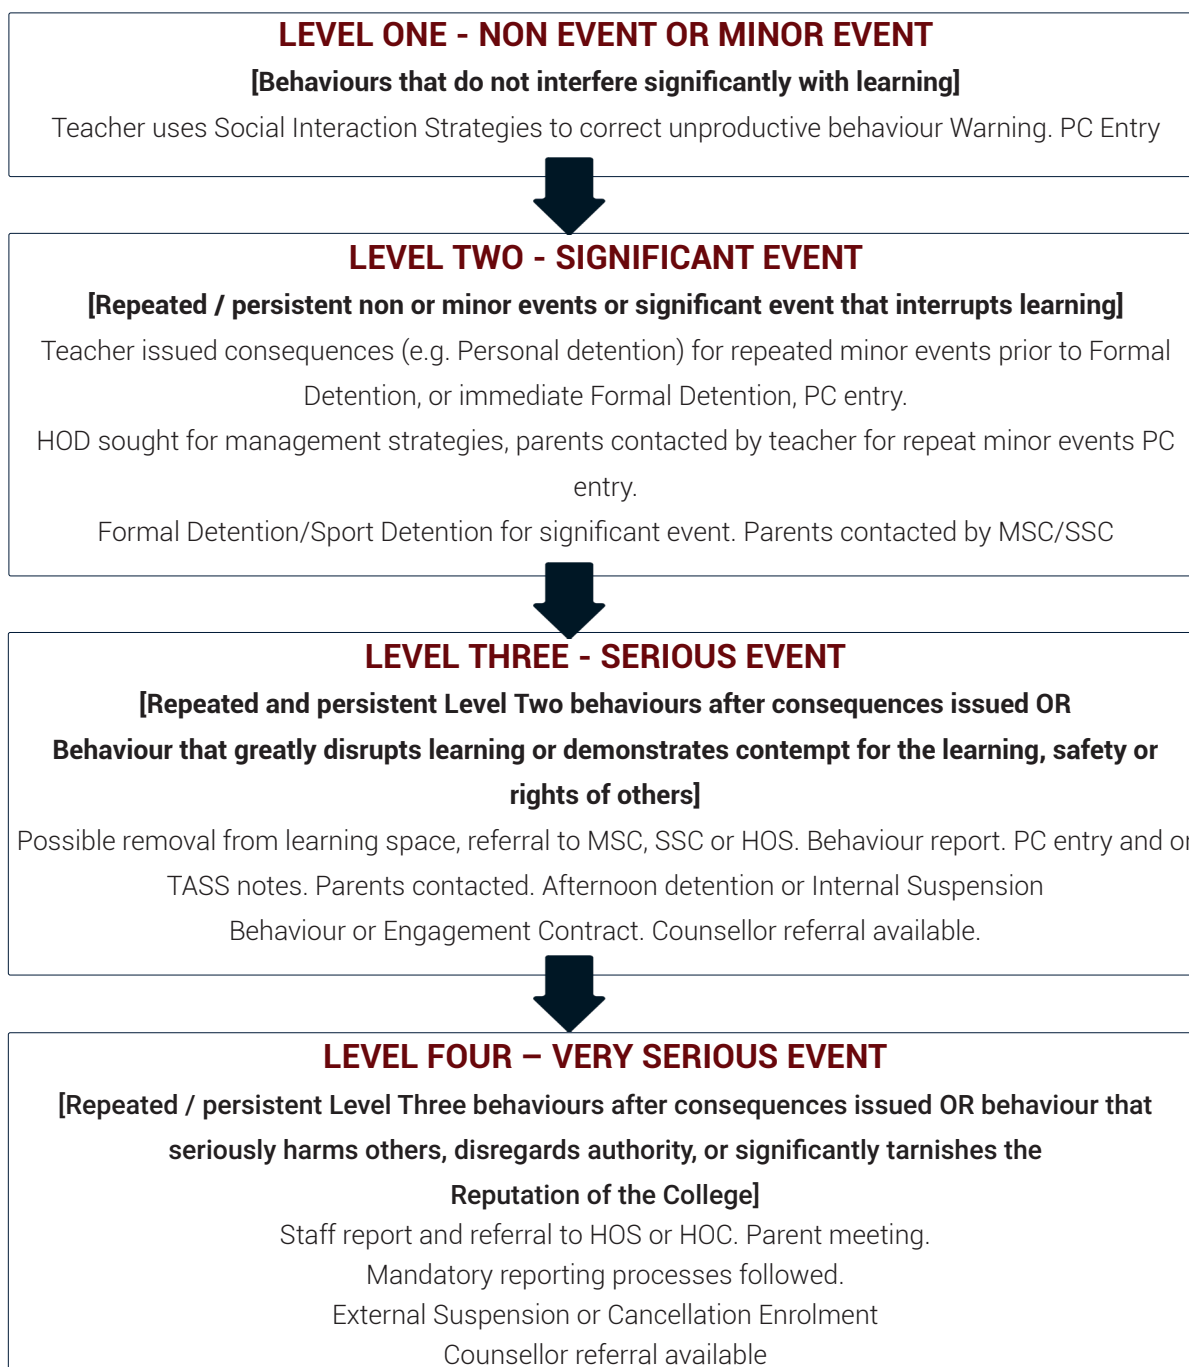 LEVEL ONE - NON EVENT OR MINOR EVENT
[Behaviours that do not interfere significantly with learning]
Teacher uses Social Interaction Strategies to correct unproductive behaviour Warning. PC Entry
LEVEL TWO - SIGNIFICANT EVENT
[Repeated / persistent non or minor events or significant event that interrupts learning]
Teacher issued consequences (e.g. Personal detention) for repeated minor events prior to Formal
Detention, or immediate Formal Detention, PC entry.
HOD sought for management strategies, parents contacted by teacher for repeat minor events PC
entry.
Formal Detention/Sport Detention for significant event. Parents contacted by MSC/SSC
LEVEL THREE - SERIOUS EVENT
[Repeated and persistent Level Two behaviours after consequences issued OR
Behaviour that greatly disrupts learning or demonstrates contempt for the learning, safety or
rights of others]
Possible removal from learning space, referral to MSC, SSC or HOS. Behaviour report. PC entry and or
TASS notes. Parents contacted. Afternoon detention or Internal Suspension
Behaviour or Engagement Contract. Counsellor referral available.
LEVEL FOUR – VERY SERIOUS EVENT
[Repeated / persistent Level Three behaviours after consequences issued OR behaviour that
seriously harms others, disregards authority, or significantly tarnishes the
Reputation of the College]
Staff report and referral to HOS or HOC. Parent meeting.
Mandatory reporting processes followed.
External Suspension or Cancellation Enrolment
Counsellor referral available